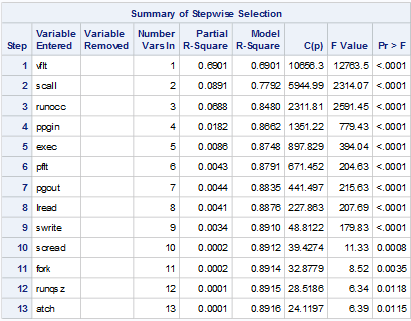 Summary of Stepwise Selection
Step Variable Entered Variable Removed Number Vars In Partial R-Square Model R-Square C(p) F Value Pr > F
1 vflt 1 0.6901 0.6901 10656.3 12763.5 <.0001
2 scall 2 0.0891 0.7792 5944.99 2314.07 <.0001
3 runocc 3 0.0688 0.8480 2311.81 2591.45 <.0001
4 ppgin 4 0.0182 0.8662 1351.22 779.43 <.0001
5 exec 5 0.0086 0.8748 897.829 394.04 <.0001
6 pflt 6 0.0043 0.8791 671.452 204.63 <.0001
7 pgout 7 0.0044 0.8835 441.497 215.63 <.0001
8 lread 8 0.0041 0.8876 227.863 207.69 <.0001
9 swrite 9 0.0034 0.8910 48.8122 179.83 <.0001
10 scread 10 0.0002 0.8912 39.4274 11.33 0.0008
11 fork 11 0.0002 0.8914 32.8779 8.52 0.0035
12 runqsz 12 0.0001 0.8915 28.5186 6.34 0.0118
13 atch 13 0.0001 0.8916 24.1197 6.39 0.0115